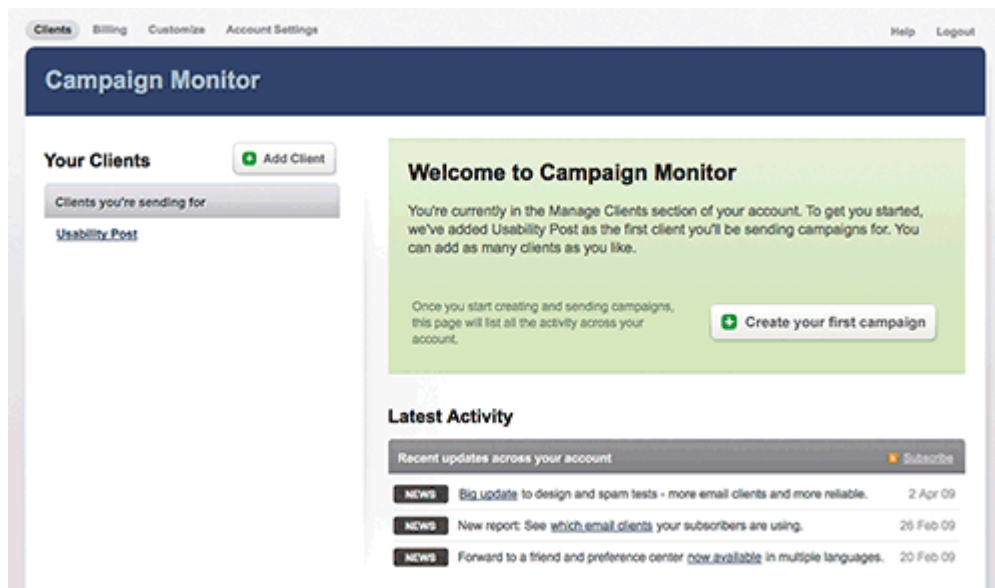 Clients Billing Customize Account Settings Help Logout
Campaign Monitor
Your Clients
Add Client
Clients you're sending for
Usability Post
Welcome to Campaign Monitor
You're currently in the Manage Clients section of your account. To get you started,
we've added Usability Post as the first client you'll be sending campaigns for. You
can add as many clients as you like.
Once you start creating and sending campaigns,
this page will list all the activity across your
account.
Create your first campaign
Latest Activity
Recent updates across your account Subscribe
NEWS Big update to design and spam tests - more email clients and more reliable. 2 Apr 09
NEWS New report: See which email clients your subscribers are using. 26 Feb 09
NEWS Forward to a friend and preference center now available in multiple languages. 20 Feb 09